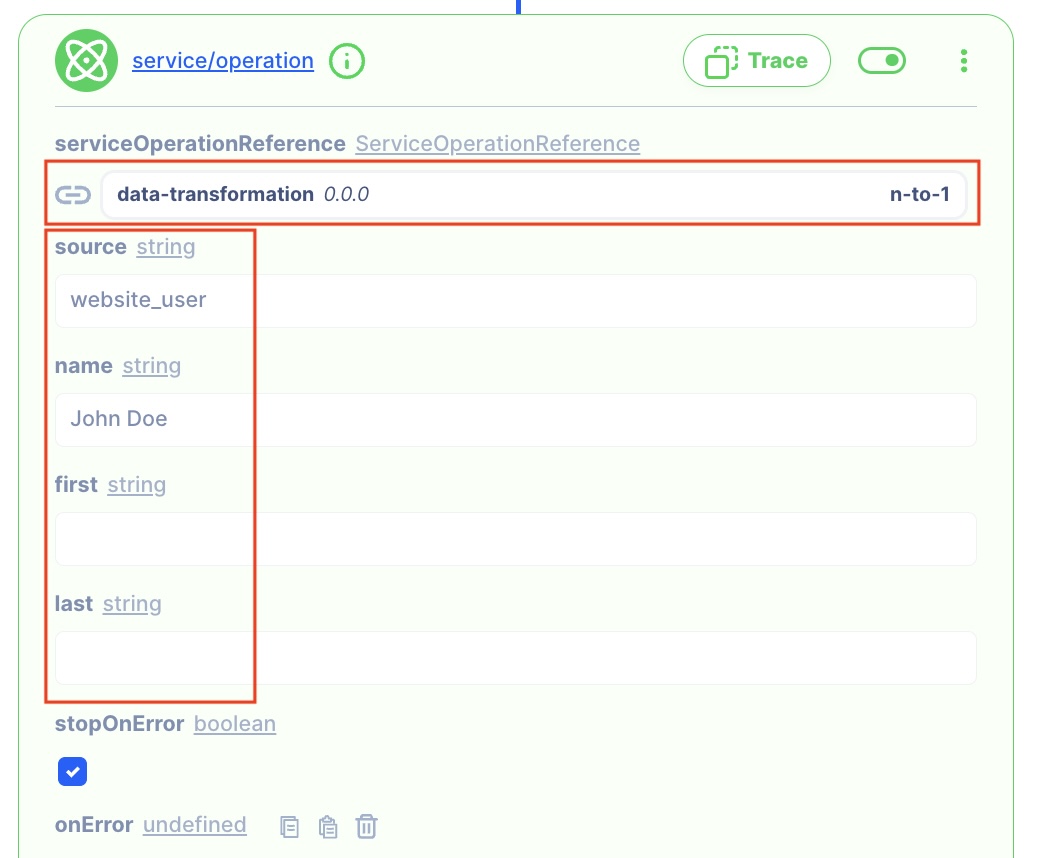 service/operation
Trace
serviceOperationReference ServiceOperationReference
data-transformation 0.0.0 n-to-1
source string
website_user
name string
John Doe
first string
last string
stopOnError boolean
onError undefined